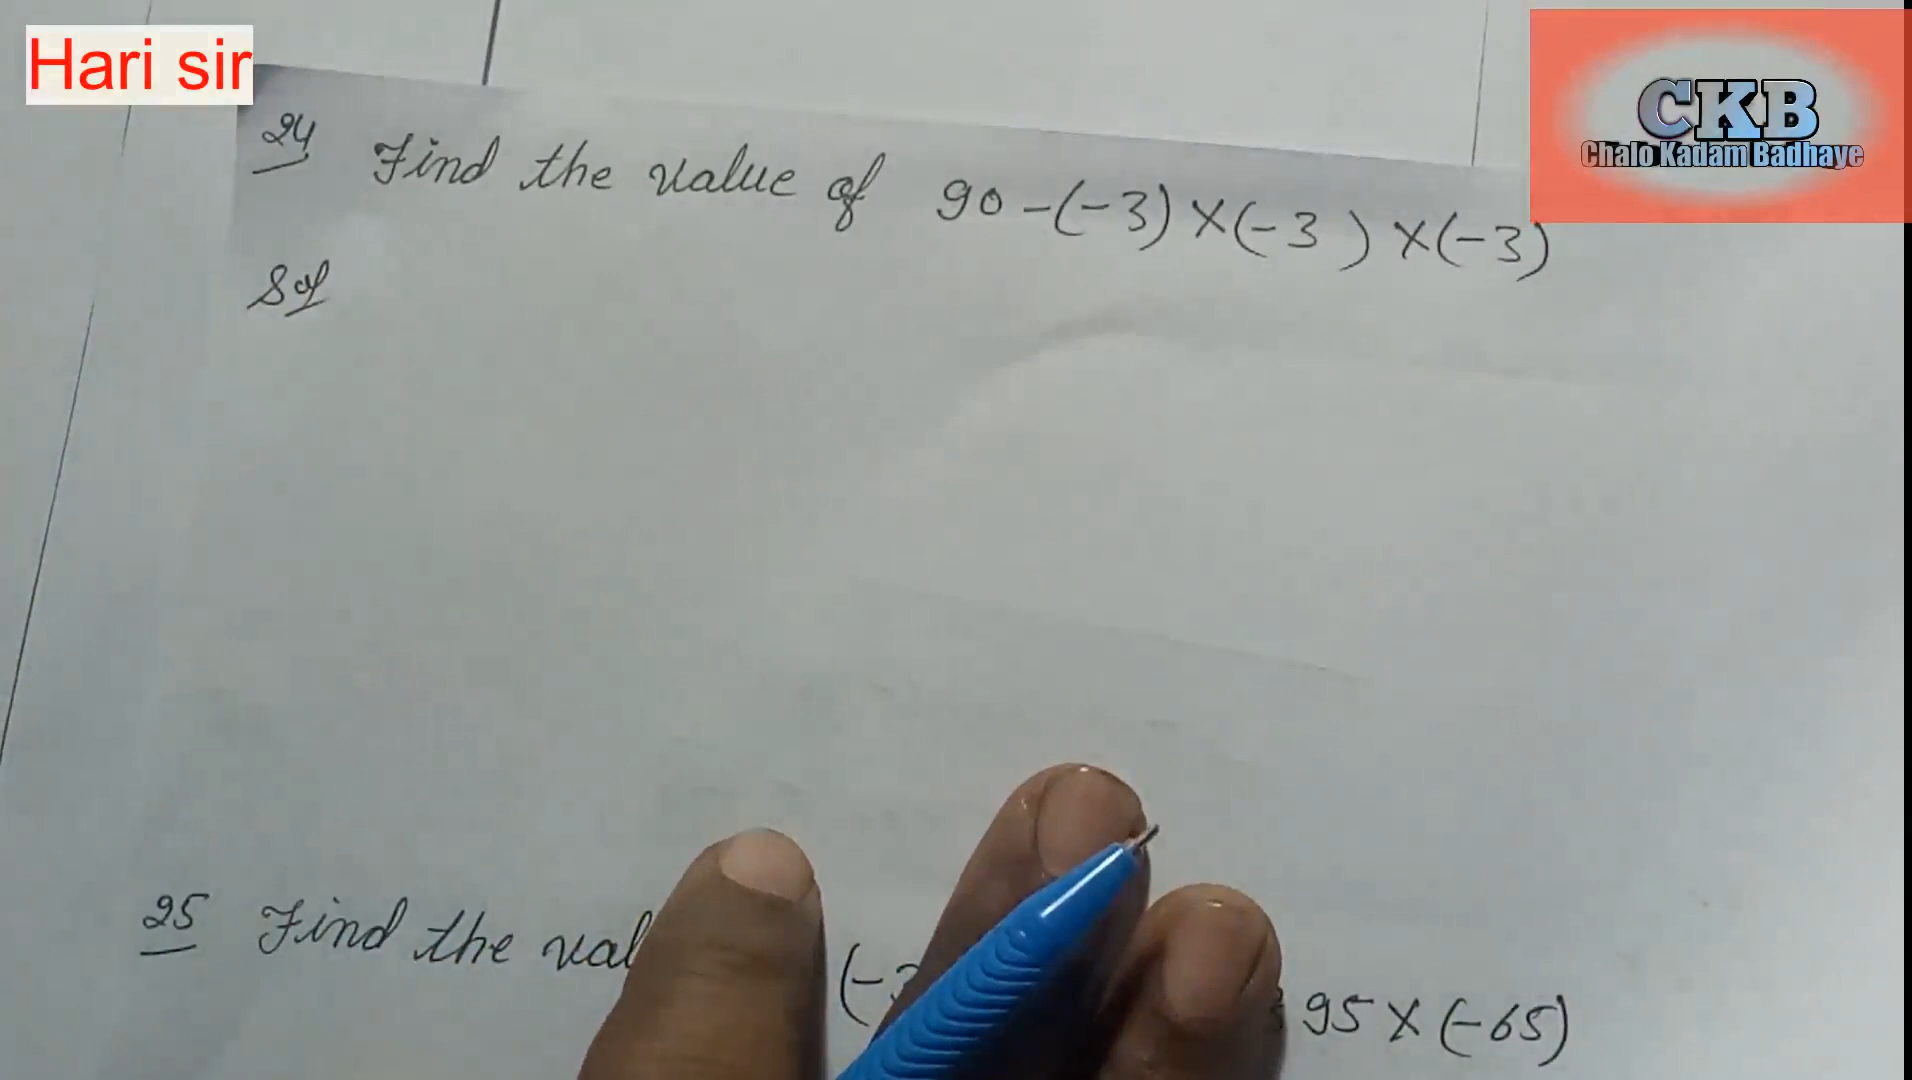 Hari sir
CKB
Chalo Kadam Badhaye
24 Find the value of 90-(-3)×(-3)×(-3)
Sol
25 Find the 95×(-65)